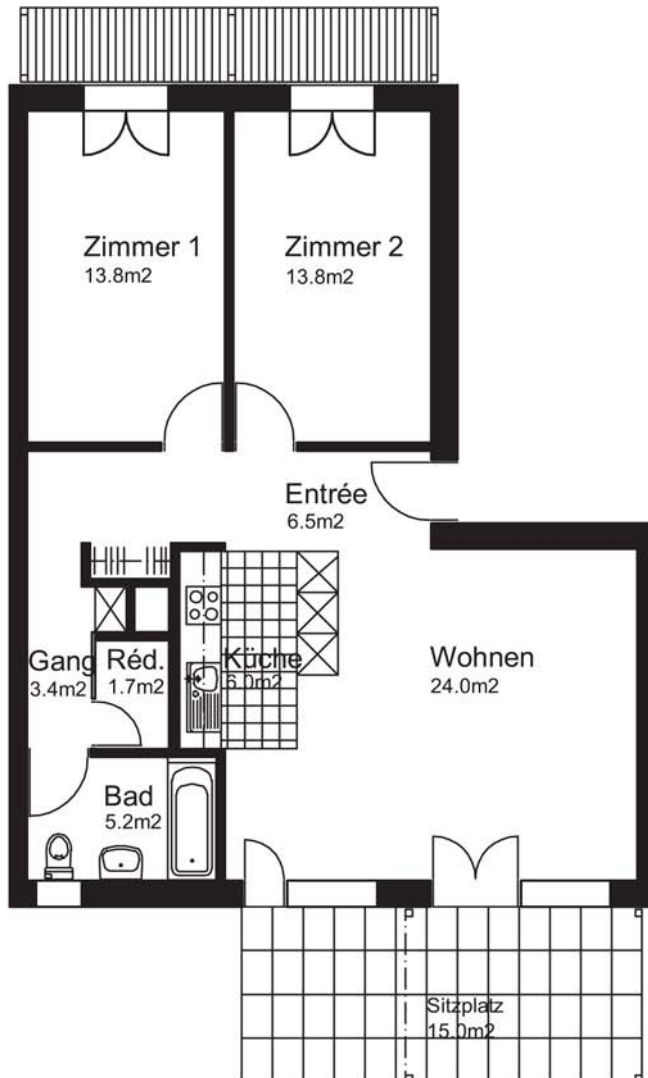 Zimmer 1
13.8m2
Zimmer 2
13.8m2
Entrée
6.5m2
Gang
3.4m2
Réd.
1.7m2
Küche
6.0m2
Wohnen
24.0m2
Bad
5.2m2
Sitzplatz
15.0m2